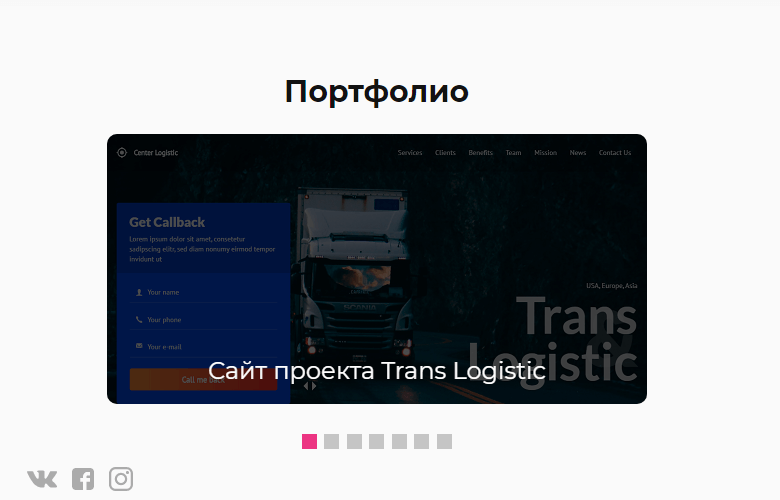 Портфолио
Center Logistic
Services Clients Benefits Team Mission News Contact Us
Get Callback
Lorem ipsum dolor sit amet, consetetur
sadipscing elitr, sed diam nonumy eirmod tempor
invidunt ut
Your name
Your phone
Your e-mail
Call me back
SCANIA
USA, Europe, Asia
Trans
&
Logistic
Сайт проекта Trans Logistic